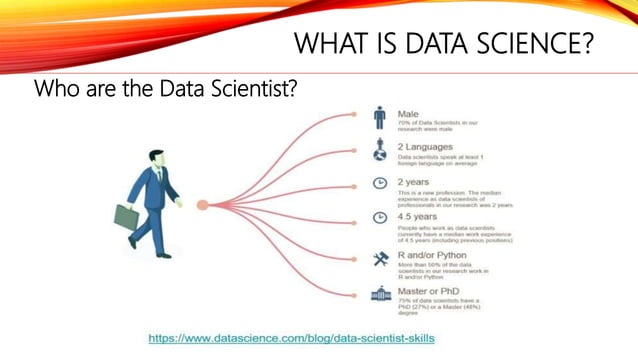 WHAT IS DATA SCIENCE?
Who are the Data Scientist?
Male
70% of Data Scientists in our
research were male
2 Languages
Data scientists speak at least 1
foreign language on average
2 years
This is a new profession. The median
experience as data scientists of
professionals in our research was 2 years
4.5 years
People who work as data scientists
currently have a median work experience
of 4.5 years (including previous positions)
R and/or Python
More than 50% of the data
scientists in our research work in
R and/or Python
Master or PhD
75% of data scientists have a
PhD (27%) or a Master (48%)
degree
https://www.datascience.com/blog/data-scientist-skills